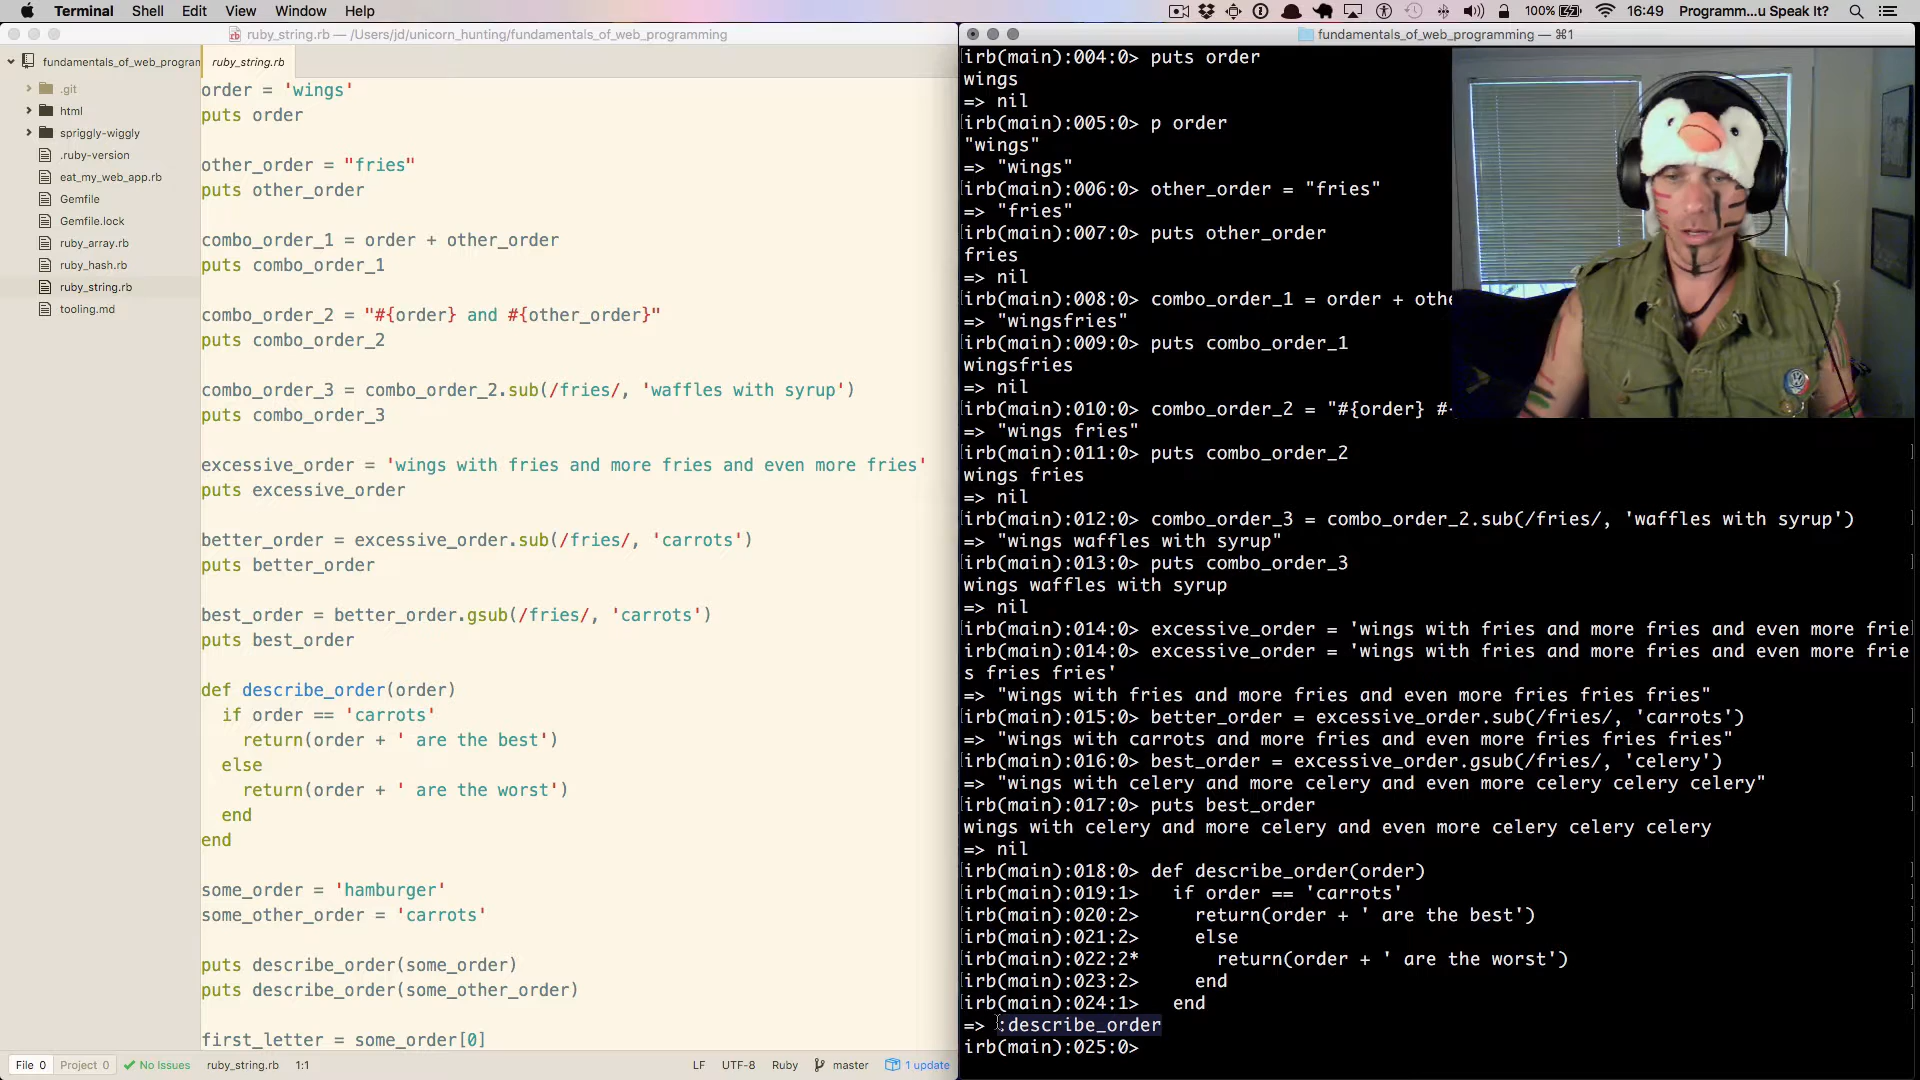 Terminal Shell Edit View Window Help
100% 16:49 Programm...u Speak It?
ruby_string.rb — /Users/jd/unicorn_hunting/fundamentals_of_web_programming
fundamentals_of_web_program
.git
html
spriggly-wiggly
.ruby-version
eat_my_web_app.rb
Gemfile
Gemfile.lock
ruby_array.rb
ruby_hash.rb
ruby_string.rb
tooling.md
ruby_string.rb
order = 'wings'
puts order
other_order = "fries"
puts other_order
combo_order_1 = order + other_order
puts combo_order_1
combo_order_2 = "#{order} and #{other_order}"
puts combo_order_2
combo_order_3 = combo_order_2.sub(/fries/, 'waffles with syrup')
puts combo_order_3
excessive_order = 'wings with fries and more fries and even more fries'
puts excessive_order
better_order = excessive_order.sub(/fries/, 'carrots')
puts better_order
best_order = better_order.gsub(/fries/, 'carrots')
puts best_order
def describe_order(order)
if order == 'carrots'
return(order + ' are the best')
else
return(order + ' are the worst')
end
end
some_order = 'hamburger'
some_other_order = 'carrots'
puts describe_order(some_order)
puts describe_order(some_other_order)
first_letter = some_order[0]
File 0 Project 0 No Issues ruby_string.rb 1:1 LF UTF-8 Ruby master 1 update
fundamentals_of_web_programming — ⌘1
irb(main):004:0> puts order
wings
=> nil
irb(main):005:0> p order
"wings"
=> "wings"
irb(main):006:0> other_order = "fries"
=> "fries"
irb(main):007:0> puts other_order
fries
=> nil
irb(main):008:0> combo_order_1 = order + othe
=> "wingsfries"
irb(main):009:0> puts combo_order_1
wingsfries
=> nil
irb(main):010:0> combo_order_2 = "#{order} #{
=> "wings fries"
irb(main):011:0> puts combo_order_2
wings fries
=> nil
irb(main):012:0> combo_order_3 = combo_order_2.sub(/fries/, 'waffles with syrup')
=> "wings waffles with syrup"
irb(main):013:0> puts combo_order_3
wings waffles with syrup
=> nil
irb(main):014:0> excessive_order = 'wings with fries and more fries and even more frie
irb(main):014:0> excessive_order = 'wings with fries and more fries and even more frie
s fries fries'
=> "wings with fries and more fries and even more fries fries fries"
irb(main):015:0> better_order = excessive_order.sub(/fries/, 'carrots')
=> "wings with carrots and more fries and even more fries fries fries"
irb(main):016:0> best_order = excessive_order.gsub(/fries/, 'celery')
=> "wings with celery and more celery and even more celery celery celery"
irb(main):017:0> puts best_order
wings with celery and more celery and even more celery celery celery
=> nil
irb(main):018:0> def describe_order(order)
irb(main):019:1> if order == 'carrots'
irb(main):020:2> return(order + ' are the best')
irb(main):021:2> else
irb(main):022:2* return(order + ' are the worst')
irb(main):023:2> end
irb(main):024:1> end
=> :describe_order
irb(main):025:0>